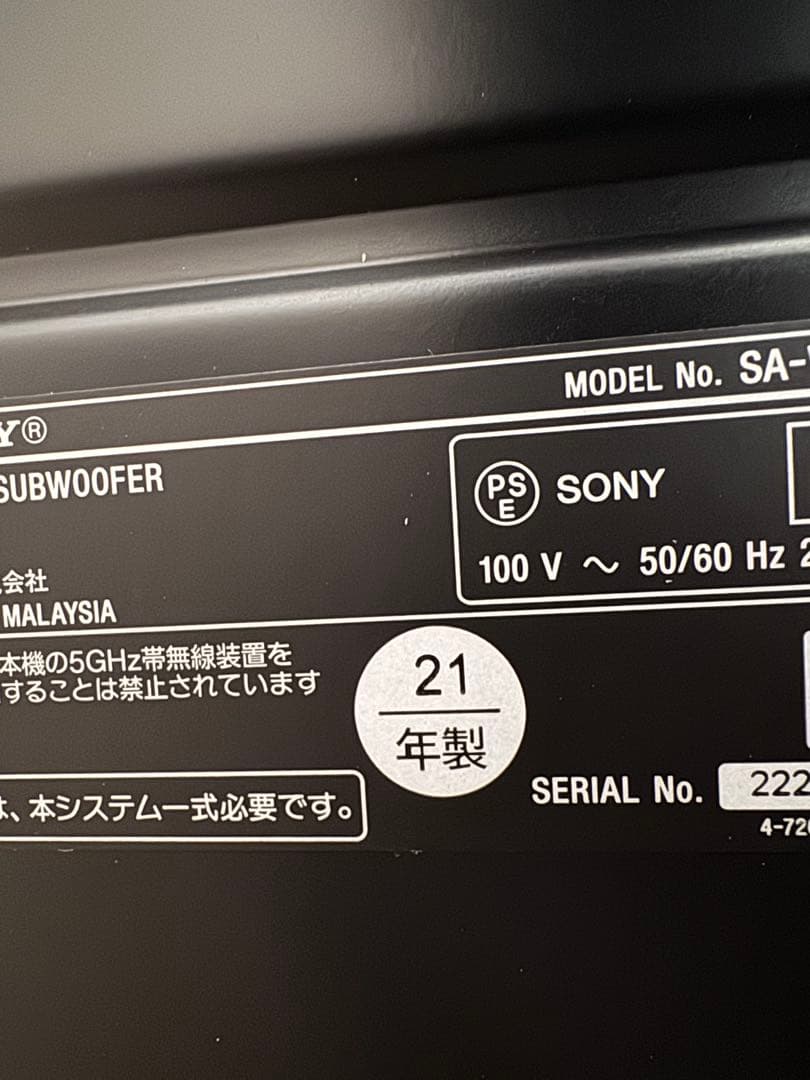 MODEL No. SA-
Y®
SUBWOOFER
PSE SONY
100 V ～ 50/60 Hz 2
会社
MALAYSIA
本機の5GHz帯無線装置を
することは禁止されています
21
年製
SERIAL No. 222
、本システム一式必要です。
4-72